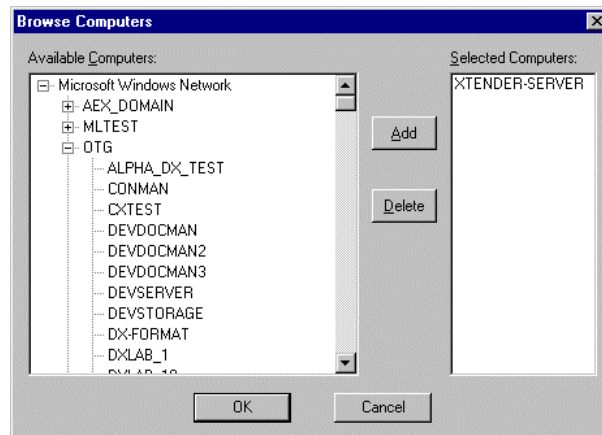 Browse Computers
Available Computers:
Selected Computers:
Microsoft Windows Network
AEX_DOMAIN
MLTEST
OTG
ALPHA_DX_TEST
CONMAN
CXTEST
DEVDOCMAN
DEVDOCMAN2
DEVDOCMAN3
DEVSERVER
DEVSTORAGE
DX-FORMAT
DXLAB_1
Add
Delete
XTENDER-SERVER
OK
Cancel